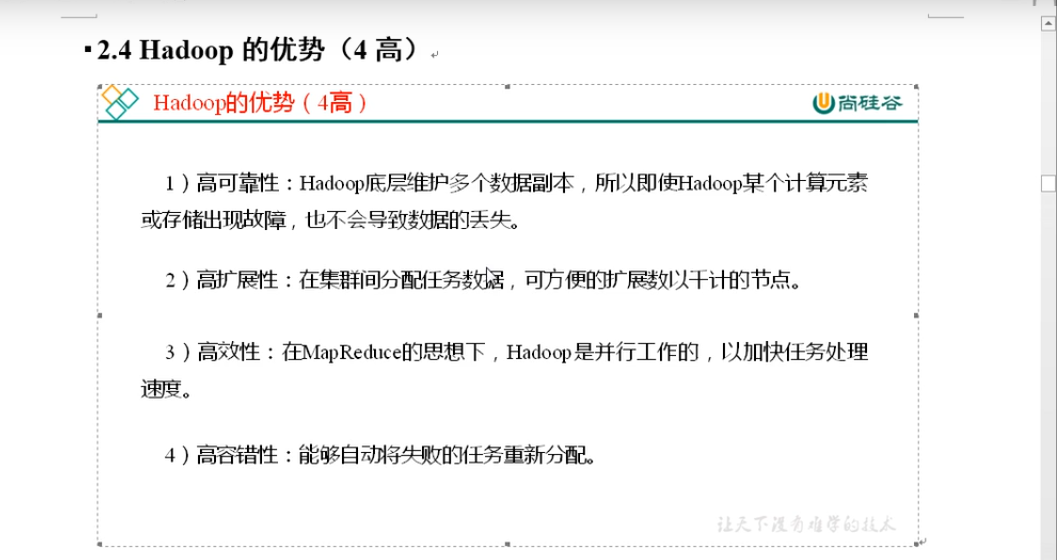 ▪2.4 Hadoop 的优势（4 高）
Hadoop的优势（4高）
尚硅谷
1）高可靠性：Hadoop底层维护多个数据副本，所以即使Hadoop某个计算元素
或存储出现故障，也不会导致数据的丢失。
2）高扩展性：在集群间分配任务数据，可方便的扩展数以千计的节点。
3）高效性：在MapReduce的思想下，Hadoop是并行工作的，以加快任务处理
速度。
4）高容错性：能够自动将失败的任务重新分配。
让天下没有难学的技术